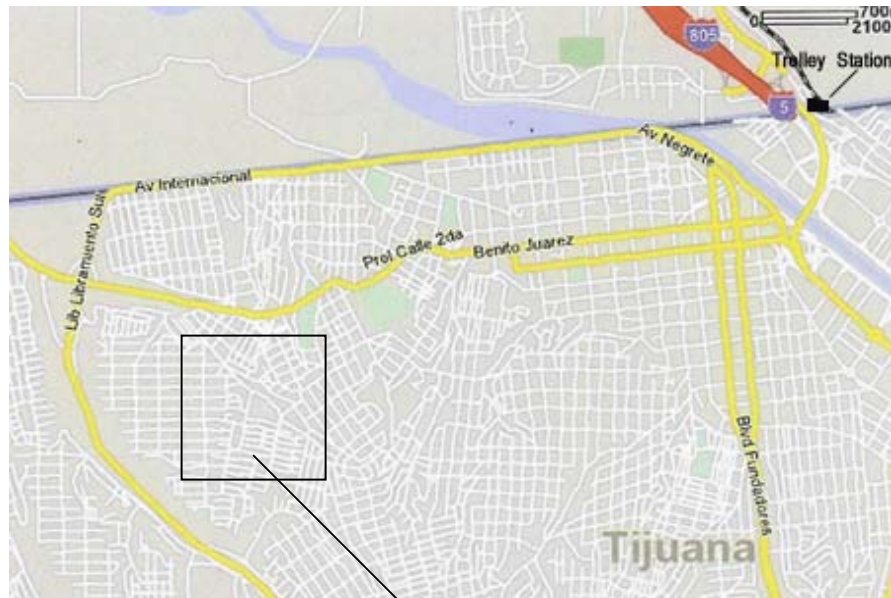 0 700
2100
805
Trolley Station
5
Av Negrete
Av Internacional
Lib Libramiento Sur
Prol Calle 2da
Benito Juarez
Blvd Fundadores
Tijuana